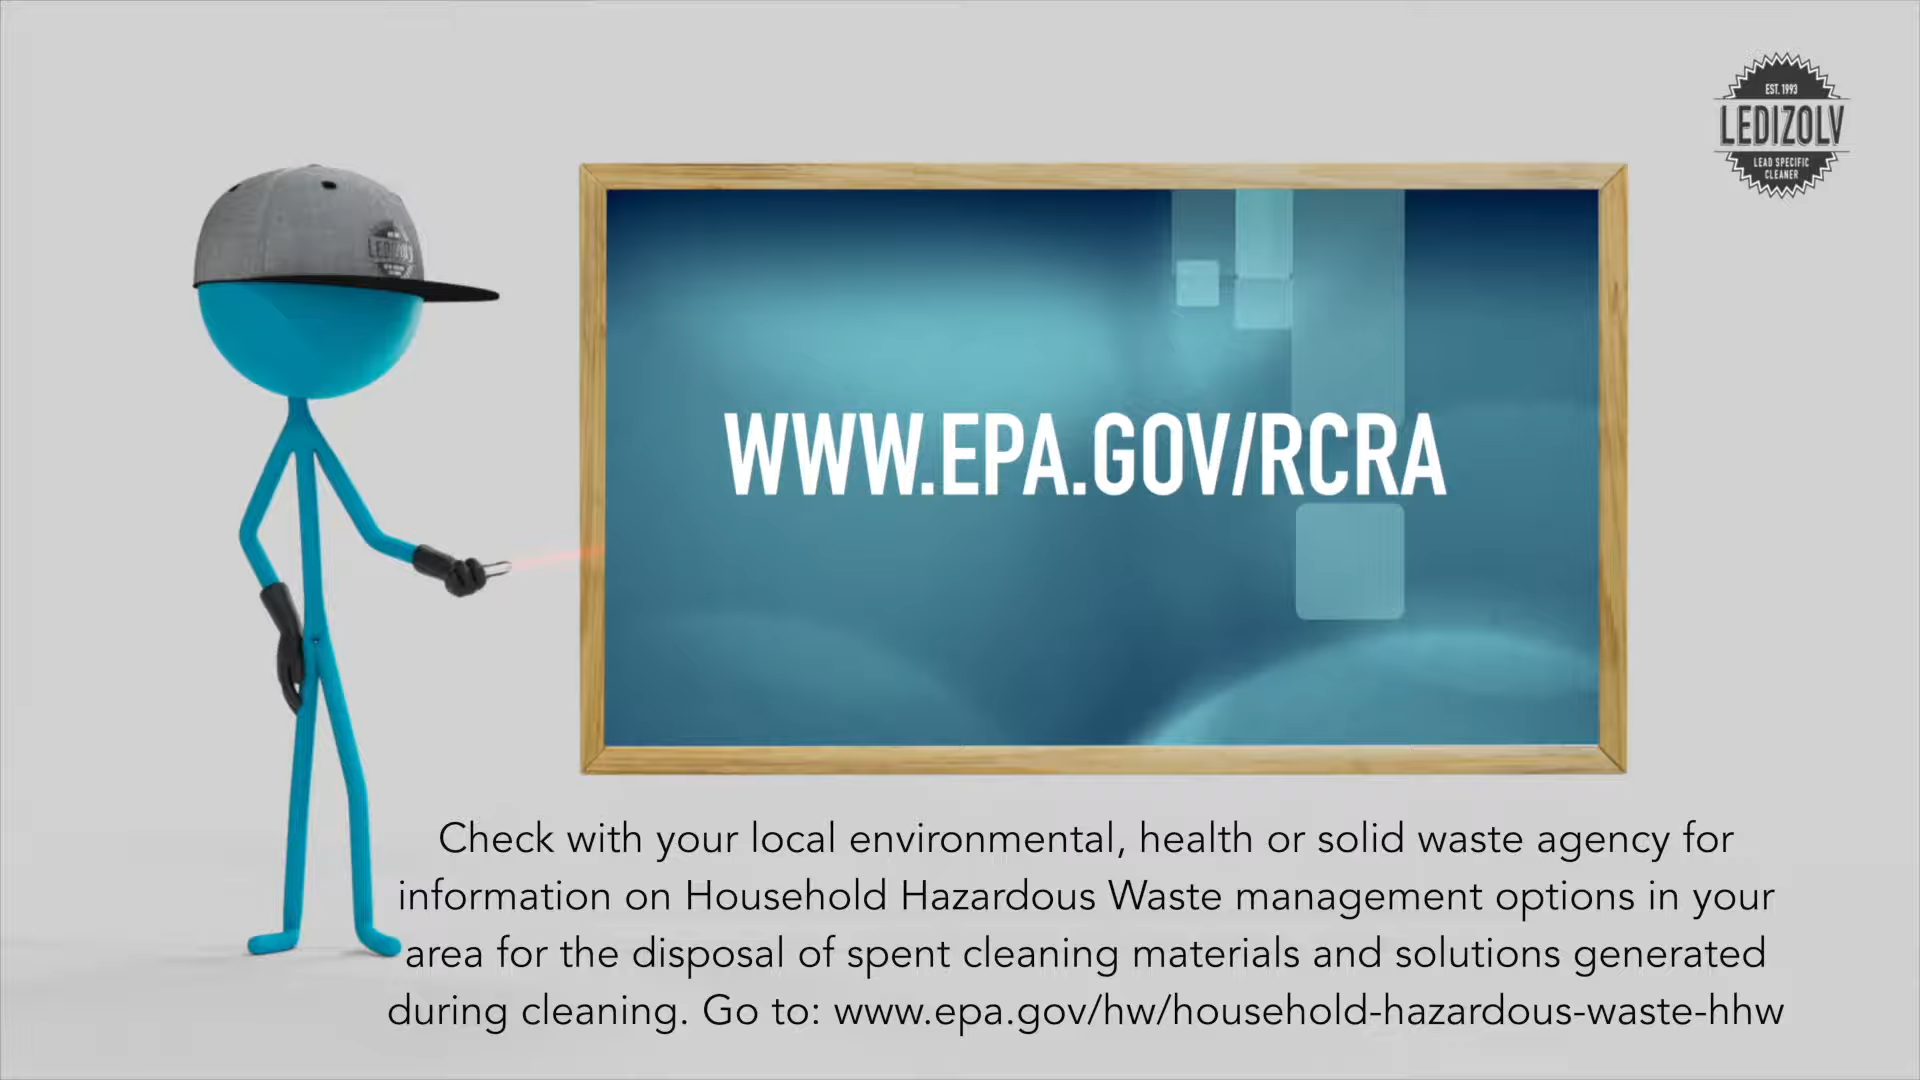 EST. 1993
LEDIZOLV
LEAD SPECIFIC
CLEANER
LEDIZOLV
WWW.EPA.GOV/RCRA
Check with your local environmental, health or solid waste agency for
information on Household Hazardous Waste management options in your
area for the disposal of spent cleaning materials and solutions generated
during cleaning. Go to: www.epa.gov/hw/household-hazardous-waste-hhw